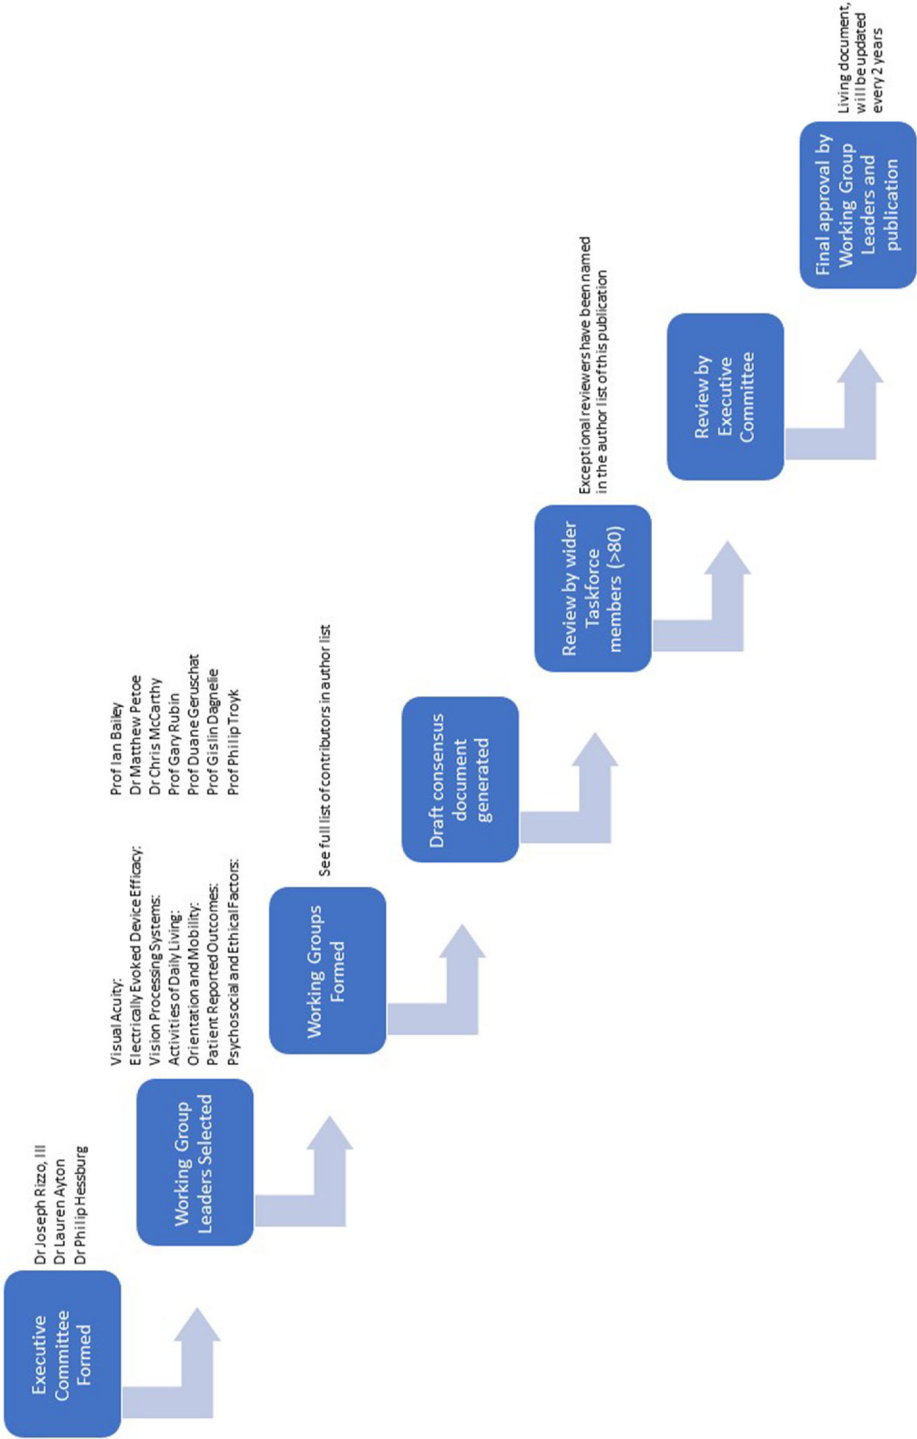 Executive
Committee
Formed
Dr Joseph Rizzo, III
Dr Lauren Ayton
Dr Phillip Hessburg
Working Group
Leaders Selected
Visual Acuity:
Electrically Evoked Device Efficacy:
Vision Processing Systems:
Activities of Daily Living:
Orientation and Mobility:
Patient Reported Outcomes:
Psychosocial and Ethical Factors:
Prof Ian Bailey
Dr Matthew Petoe
Dr Chris McCarthy
Prof Gary Rubin
Prof Duane Geruschat
Prof Gislin Dagnelie
Prof Philip Troyk
Working Groups
Formed
See full list of contributors in author list
Draft consensus
document
generated
Review by wider
Taskforce
members (>80)
Exceptional reviewers have been named
in the author list of this publication
Review by
Executive
Committee
Final approval by
Working Group
Leaders and
publication
Living document,
will be updated
every 2 years